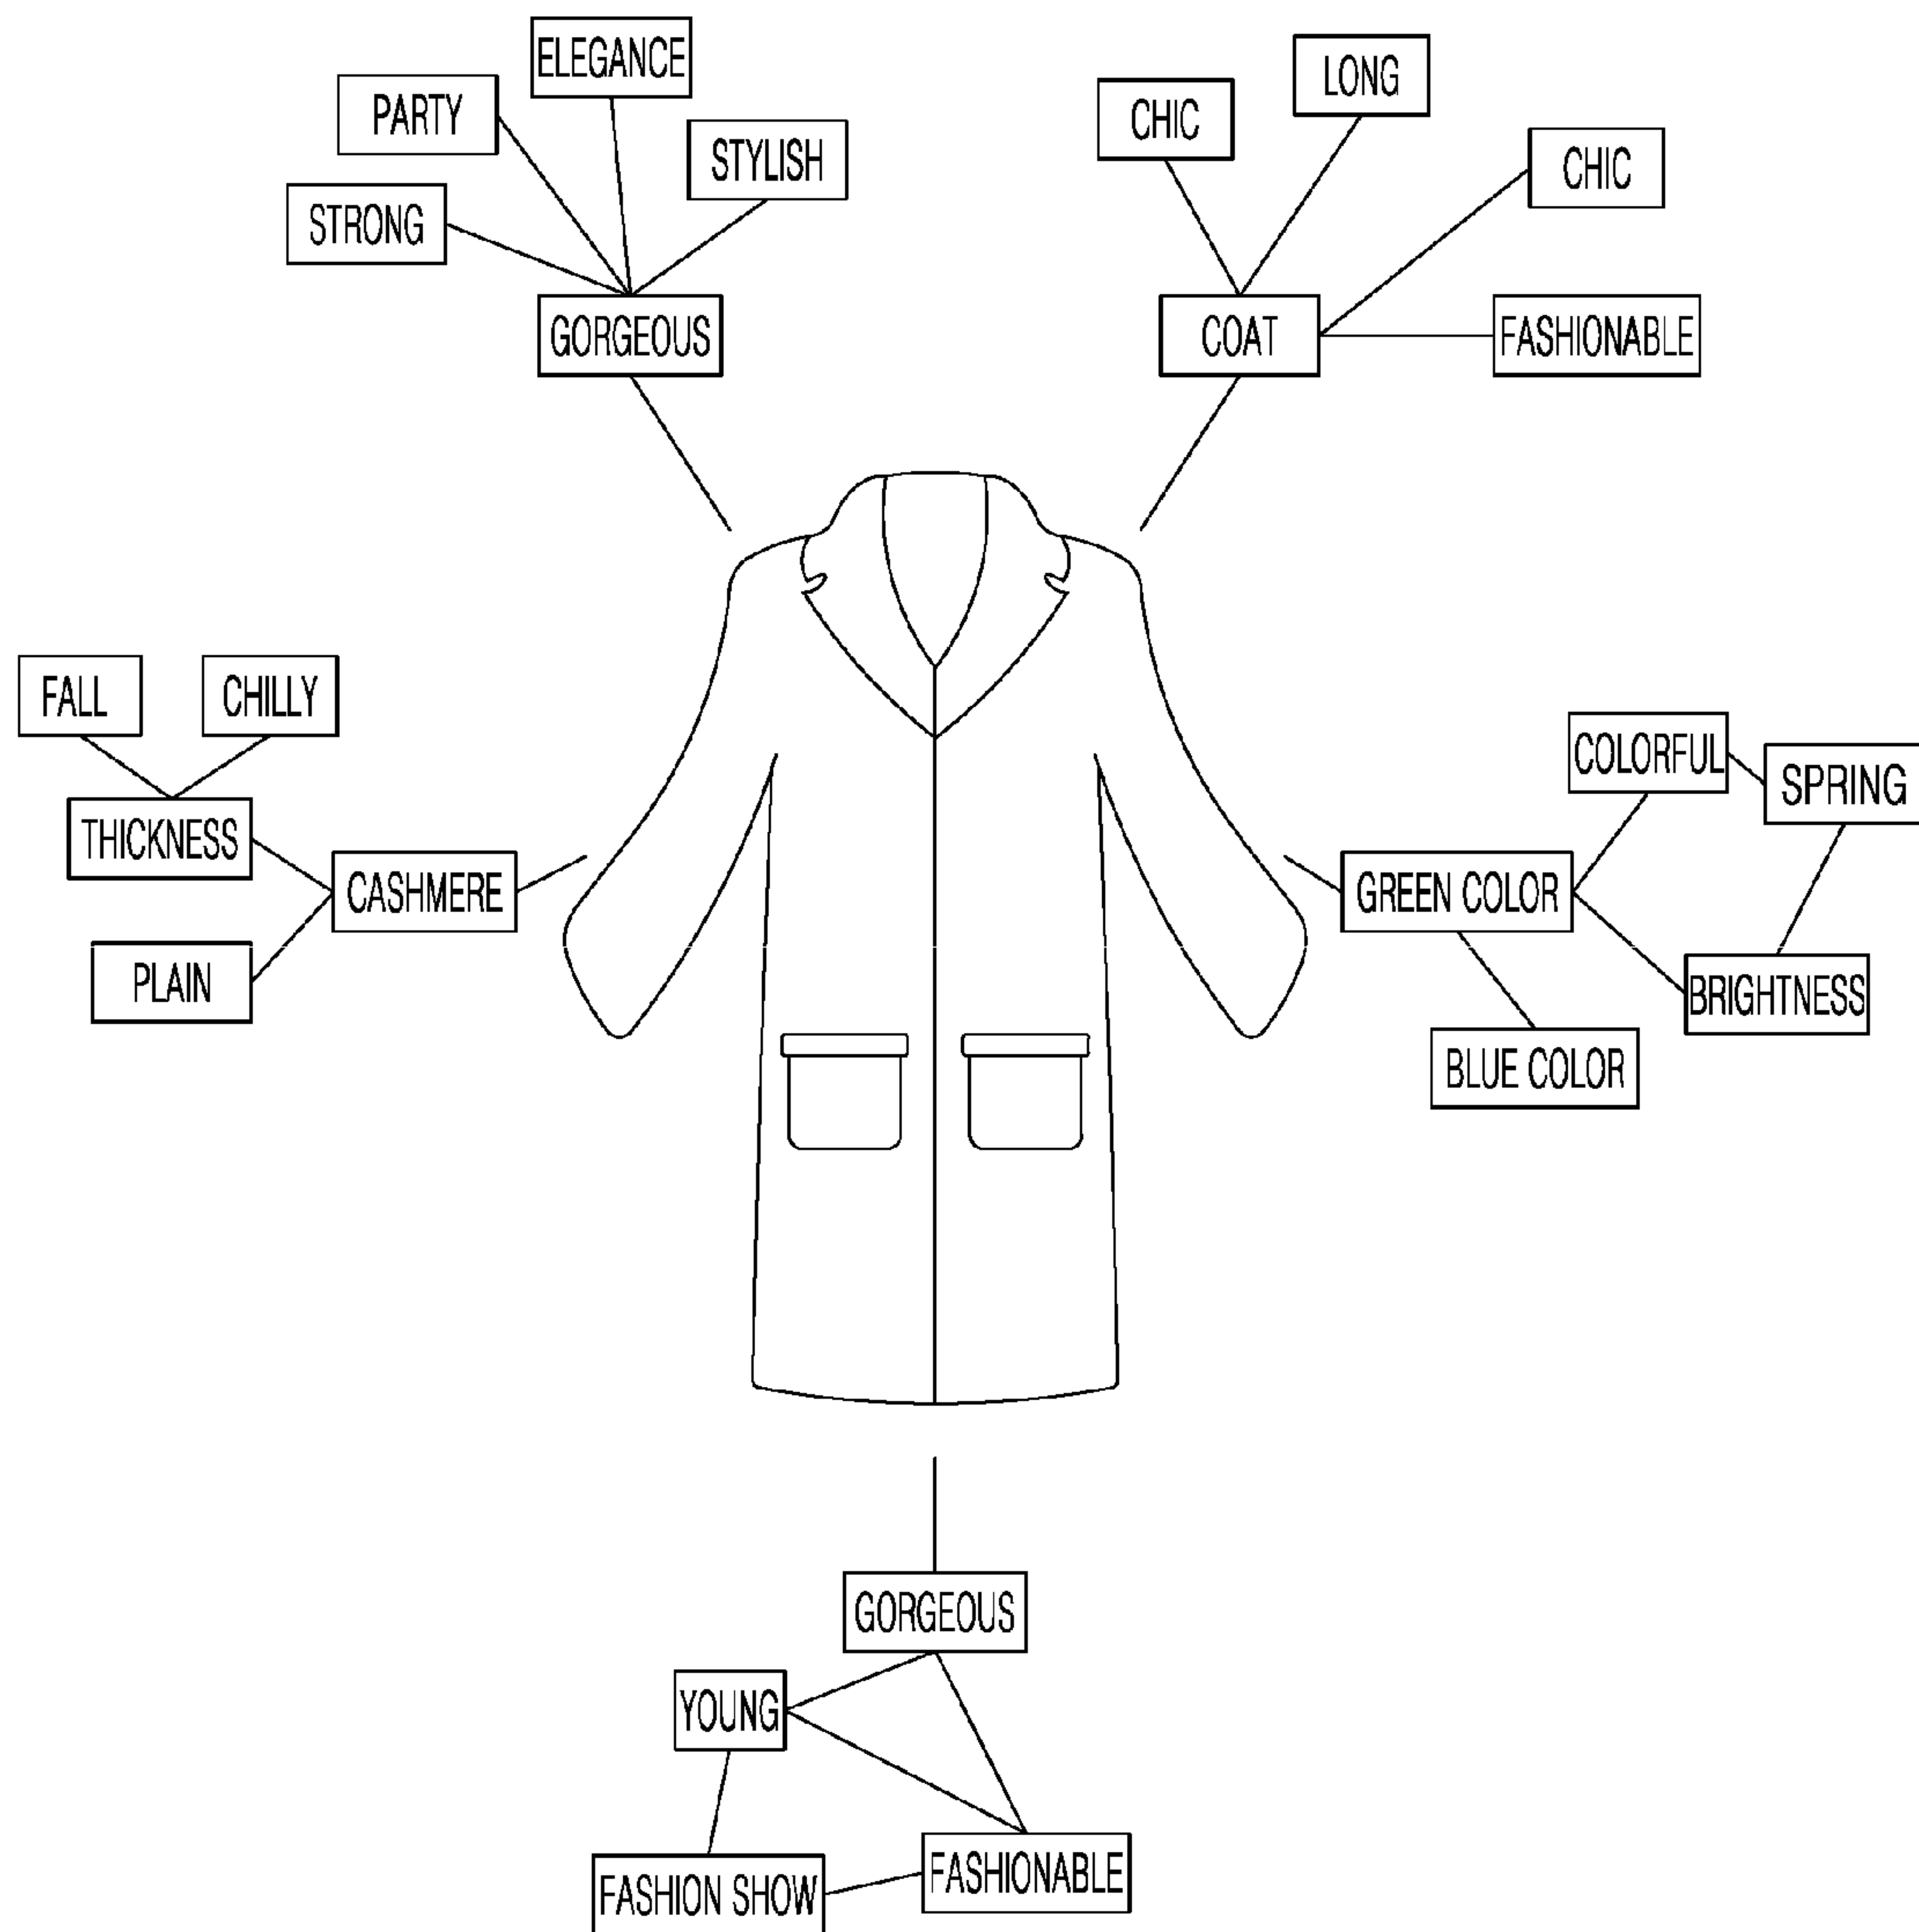 ELEGANCE
PARTY
STYLISH
STRONG
GORGEOUS
LONG
CHIC
CHIC
COAT
FASHIONABLE
FALL
CHILLY
THICKNESS
CASHMERE
PLAIN
COLORFUL
SPRING
GREEN COLOR
BRIGHTNESS
BLUE COLOR
GORGEOUS
YOUNG
FASHION SHOW
FASHIONABLE